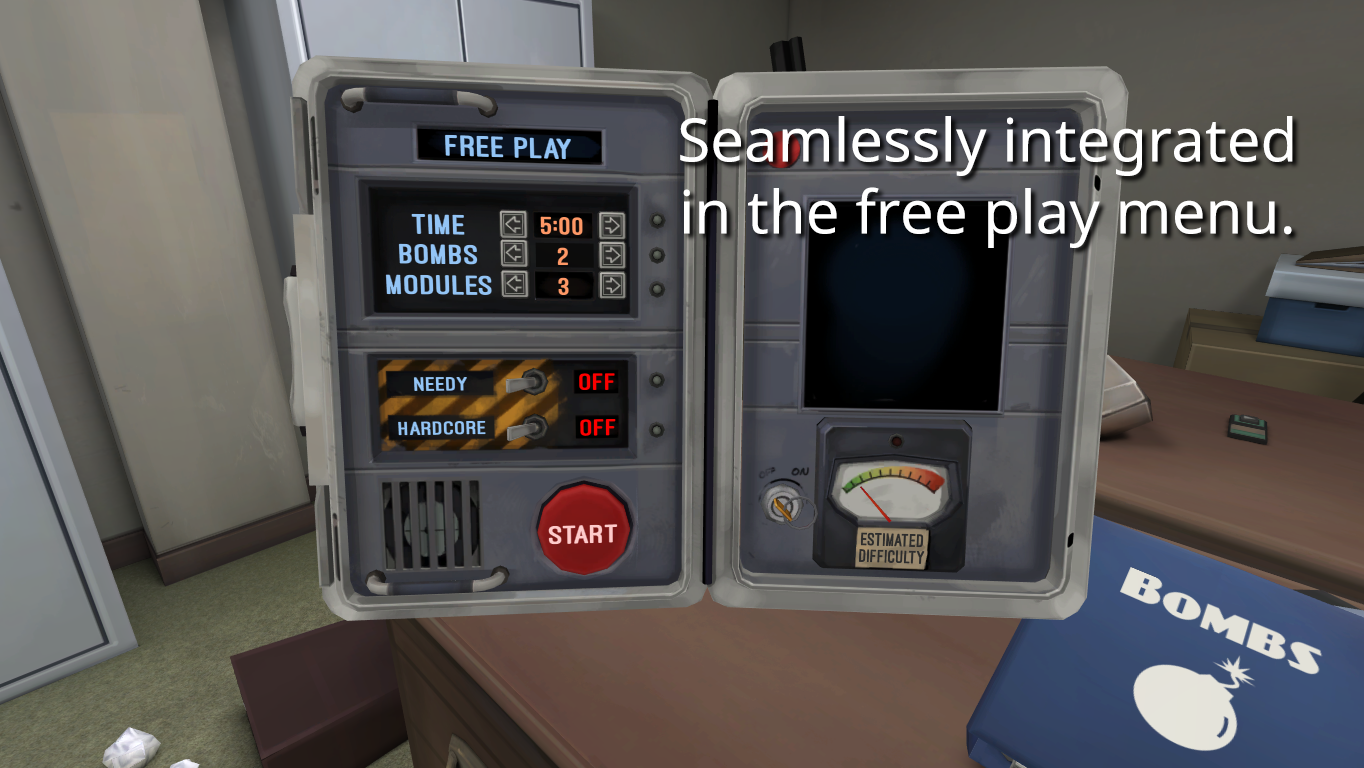 Seamlessly integrated
in the free play menu.
FREE PLAY
TIME 5:00
BOMBS 2
MODULES 3
NEEDY OFF
HARDCORE OFF
START
OFF ON
ESTIMATED
DIFFICULTY
BOMBS